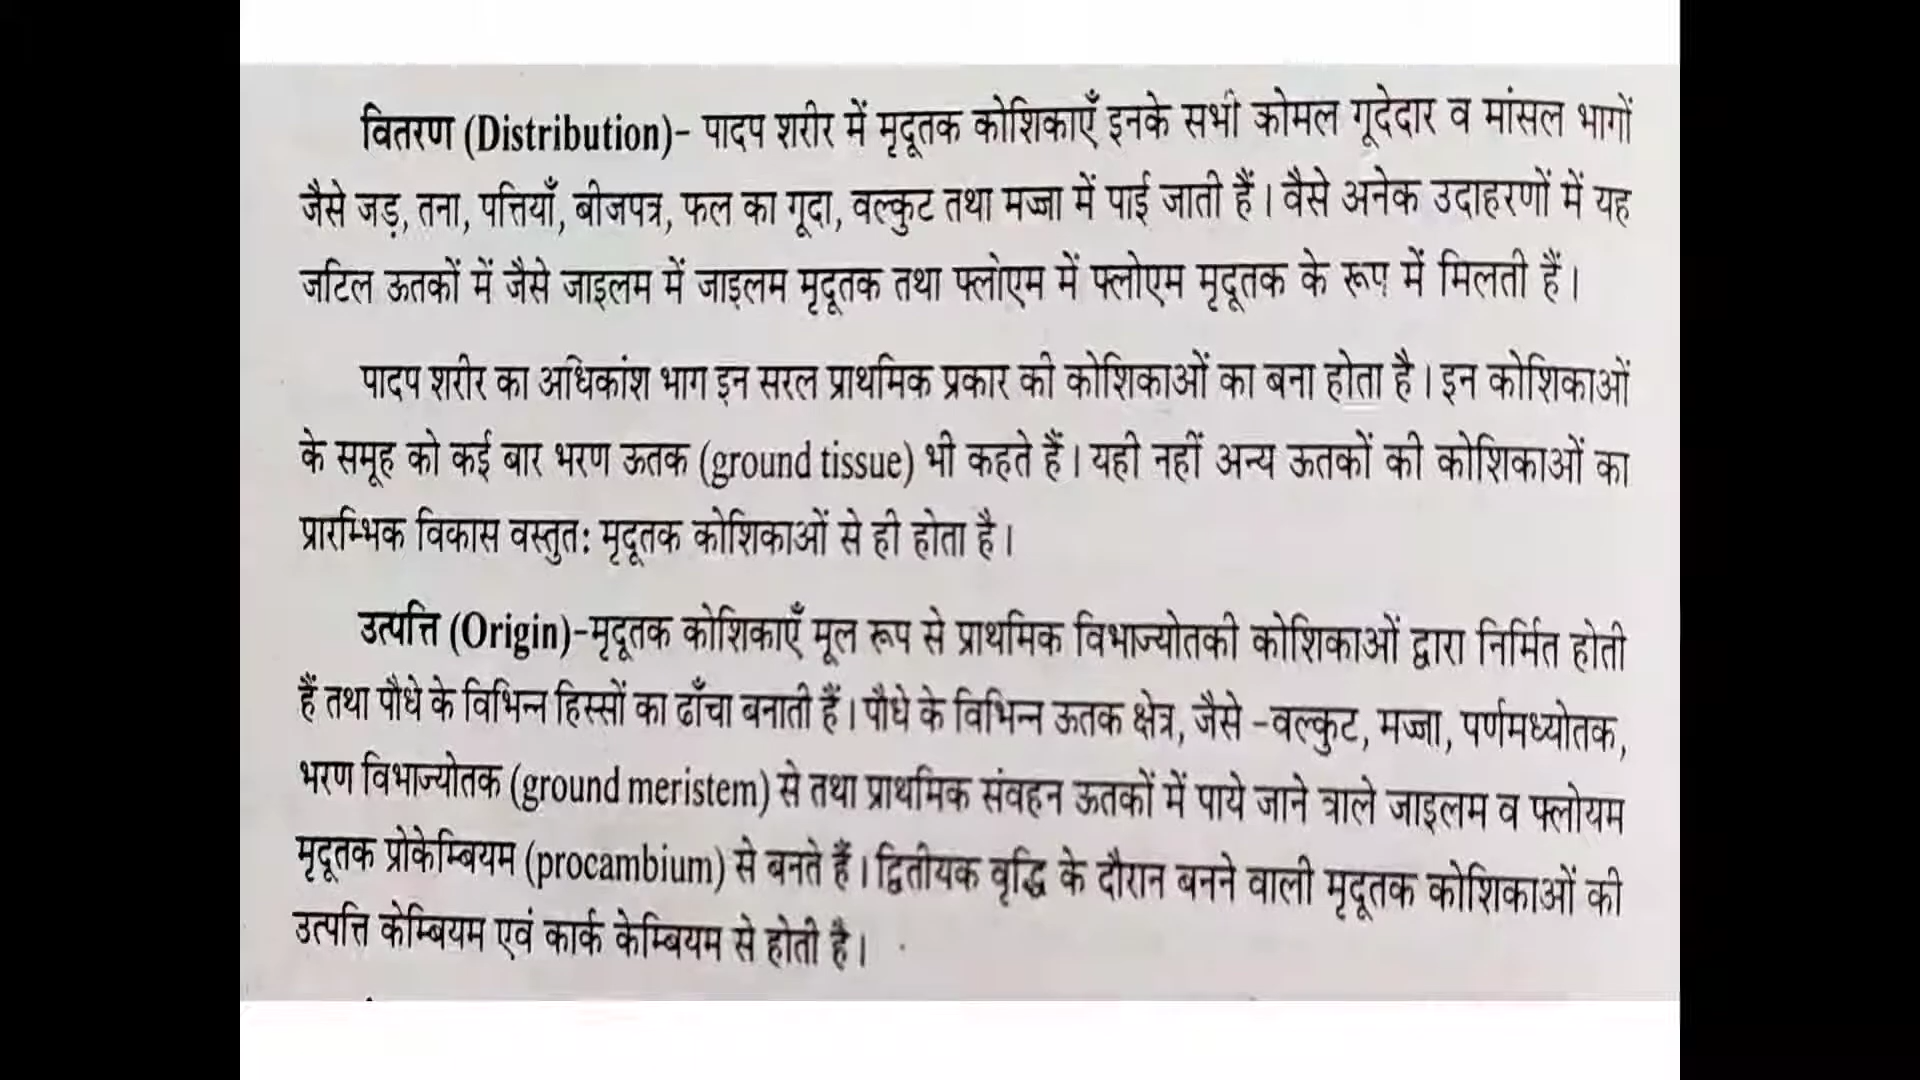 वितरण (Distribution)- पादप शरीर में मृदूतक कोशिकाएँ इनके सभी कोमल गूदेदार व मांसल भागों
जैसे जड़, तना, पत्तियाँ, बीजपत्र, फल का गूदा, वल्कुट तथा मज्जा में पाई जाती हैं। वैसे अनेक उदाहरणों में यह
जटिल ऊतकों में जैसे जाइलम में जाइलम मृदूतक तथा फ्लोएम में फ्लोएम मृदूतक के रूप में मिलती हैं।
पादप शरीर का अधिकांश भाग इन सरल प्राथमिक प्रकार की कोशिकाओं का बना होता है। इन कोशिकाओं
के समूह को कई बार भरण ऊतक (ground tissue) भी कहते हैं। यही नहीं अन्य ऊतकों की कोशिकाओं का
प्रारम्भिक विकास वस्तुत: मृदूतक कोशिकाओं से ही होता है।
उत्पत्ति (Origin)-मृदूतक कोशिकाएँ मूल रूप से प्राथमिक विभाज्योतकी कोशिकाओं द्वारा निर्मित होती
हैं तथा पौधे के विभिन्न हिस्सों का ढाँचा बनाती हैं। पौधे के विभिन्न ऊतक क्षेत्र, जैसे -वल्कुट, मज्जा, पर्णमध्योतक,
भरण विभाज्योतक (ground meristem) से तथा प्राथमिक संवहन ऊतकों में पाये जाने वाले जाइलम व फ्लोयम
मृदूतक प्रोकेम्बियम (procambium) से बनते हैं। द्वितीयक वृद्धि के दौरान बनने वाली मृदूतक कोशिकाओं की
उत्पत्ति केम्बियम एवं कार्क केम्बियम से होती है।